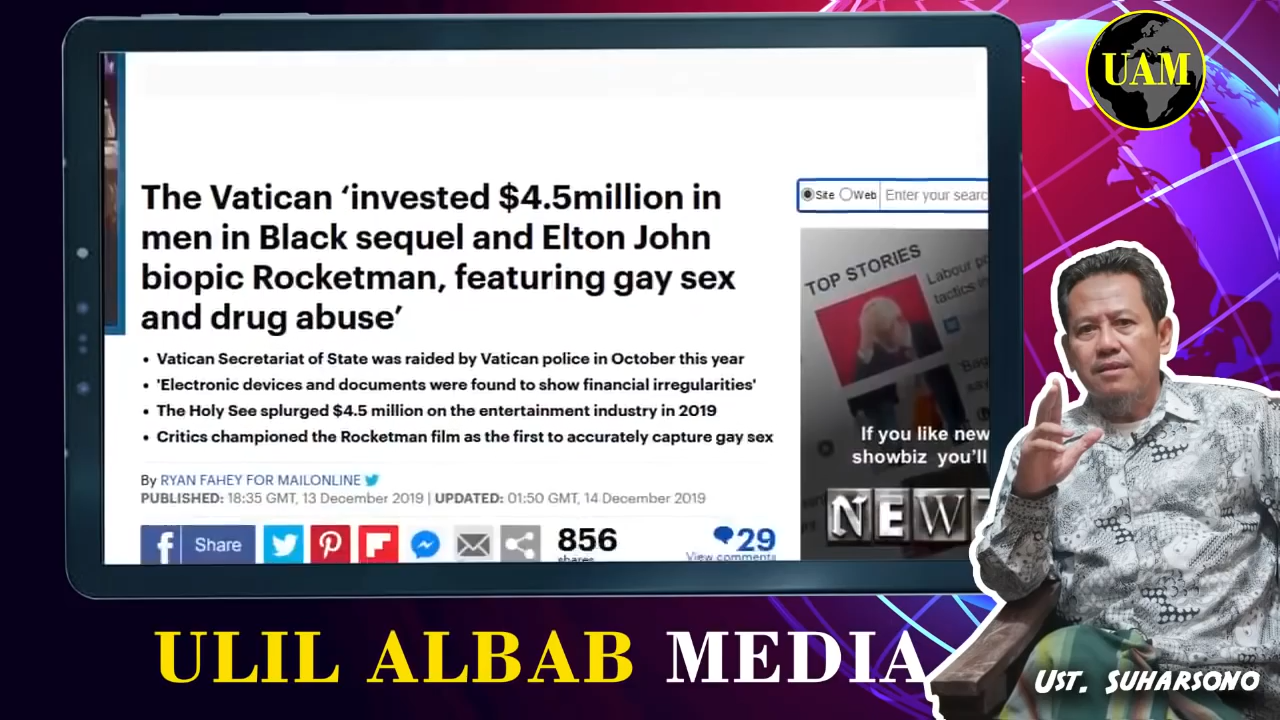 UAM
The Vatican ‘invested $4.5million in
men in Black sequel and Elton John
biopic Rocketman, featuring gay sex
and drug abuse’
• Vatican Secretariat of State was raided by Vatican police in October this year
• 'Electronic devices and documents were found to show financial irregularities'
• The Holy See splurged $4.5 million on the entertainment industry in 2019
• Critics championed the Rocketman film as the first to accurately capture gay sex
By RYAN FAHEY FOR MAILONLINE
PUBLISHED: 18:35 GMT, 13 December 2019 | UPDATED: 01:50 GMT, 14 December 2019
f Share
856
shares
29
View comments
Site Web Enter your
TOP STORIES
Labour
tactics
If you like
showbiz you'll
NEW
ULIL ALBAB MEDIA
UST. SUHARSONO